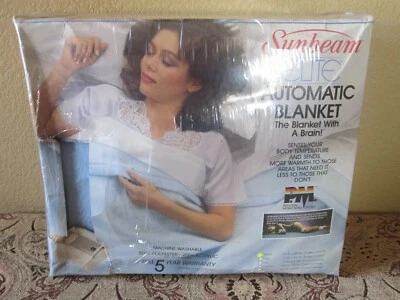 Sunbeam
ELITE
AUTOMATIC
BLANKET
The Blanket With
A Brain!
SENSES YOUR
BODY TEMPERATURE
AND SENDS
MORE WARMTH TO THOSE
AREAS THAT NEED IT
LESS TO THOSE THAT
DON'T.
MACHINE WASHABLE
5 YEAR WARRANTY